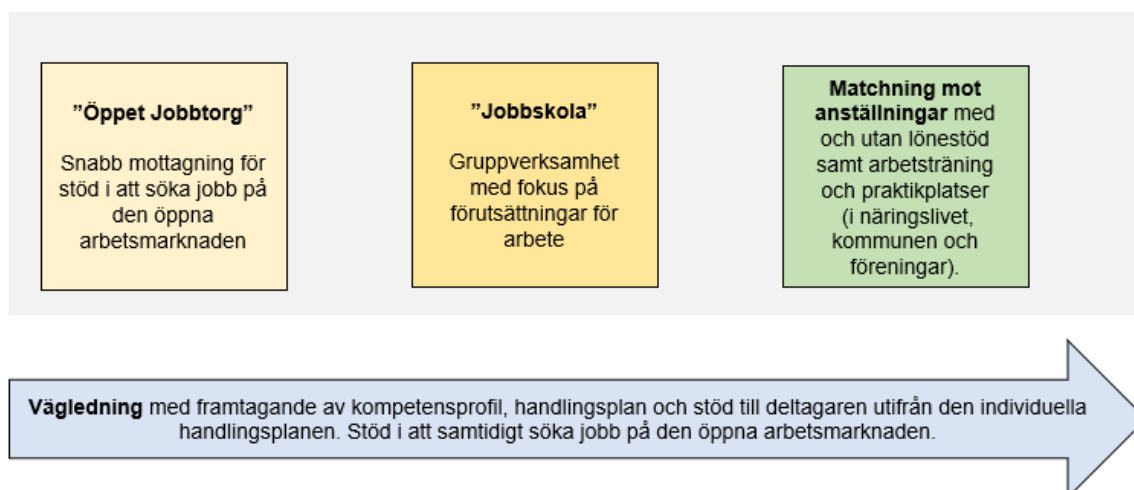 ”Öppet Jobbtorg”
Snabb mottagning för
stöd i att söka jobb på
den öppna
arbetsmarknaden
”Jobbskola”
Gruppverksamhet
med fokus på
förutsättningar för
arbete
Matchning mot
anställningar med
och utan lönestöd
samt arbetsträning
och praktikplatser
(i näringslivet,
kommunen och
föreningar).
Vägledning med framtagande av kompetensprofil, handlingsplan och stöd till deltagaren utifrån den individuella
handlingsplanen. Stöd i att samtidigt söka jobb på den öppna arbetsmarknaden.